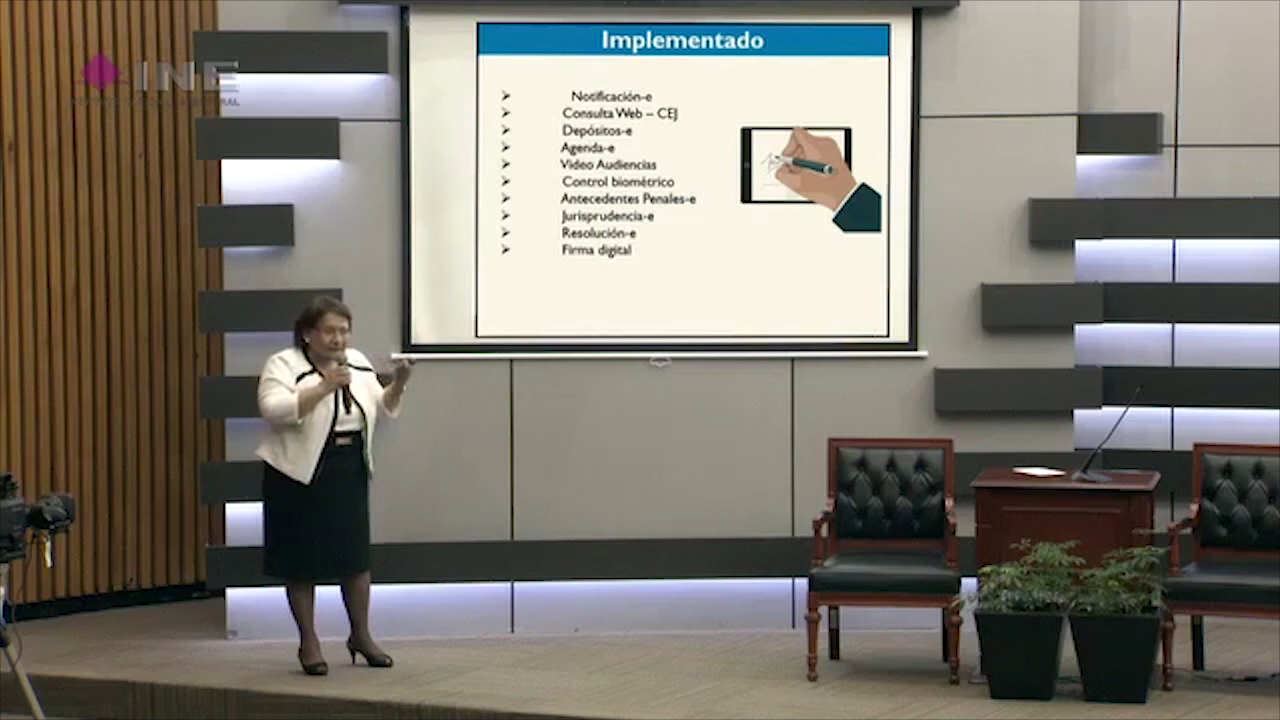 INE
Implementado
Notificación-e
Consulta Web – CEJ
Depósitos-e
Agenda-e
Video Audiencias
Control biométrico
Antecedentes Penales-e
Jurisprudencia-e
Resolución-e
Firma digital